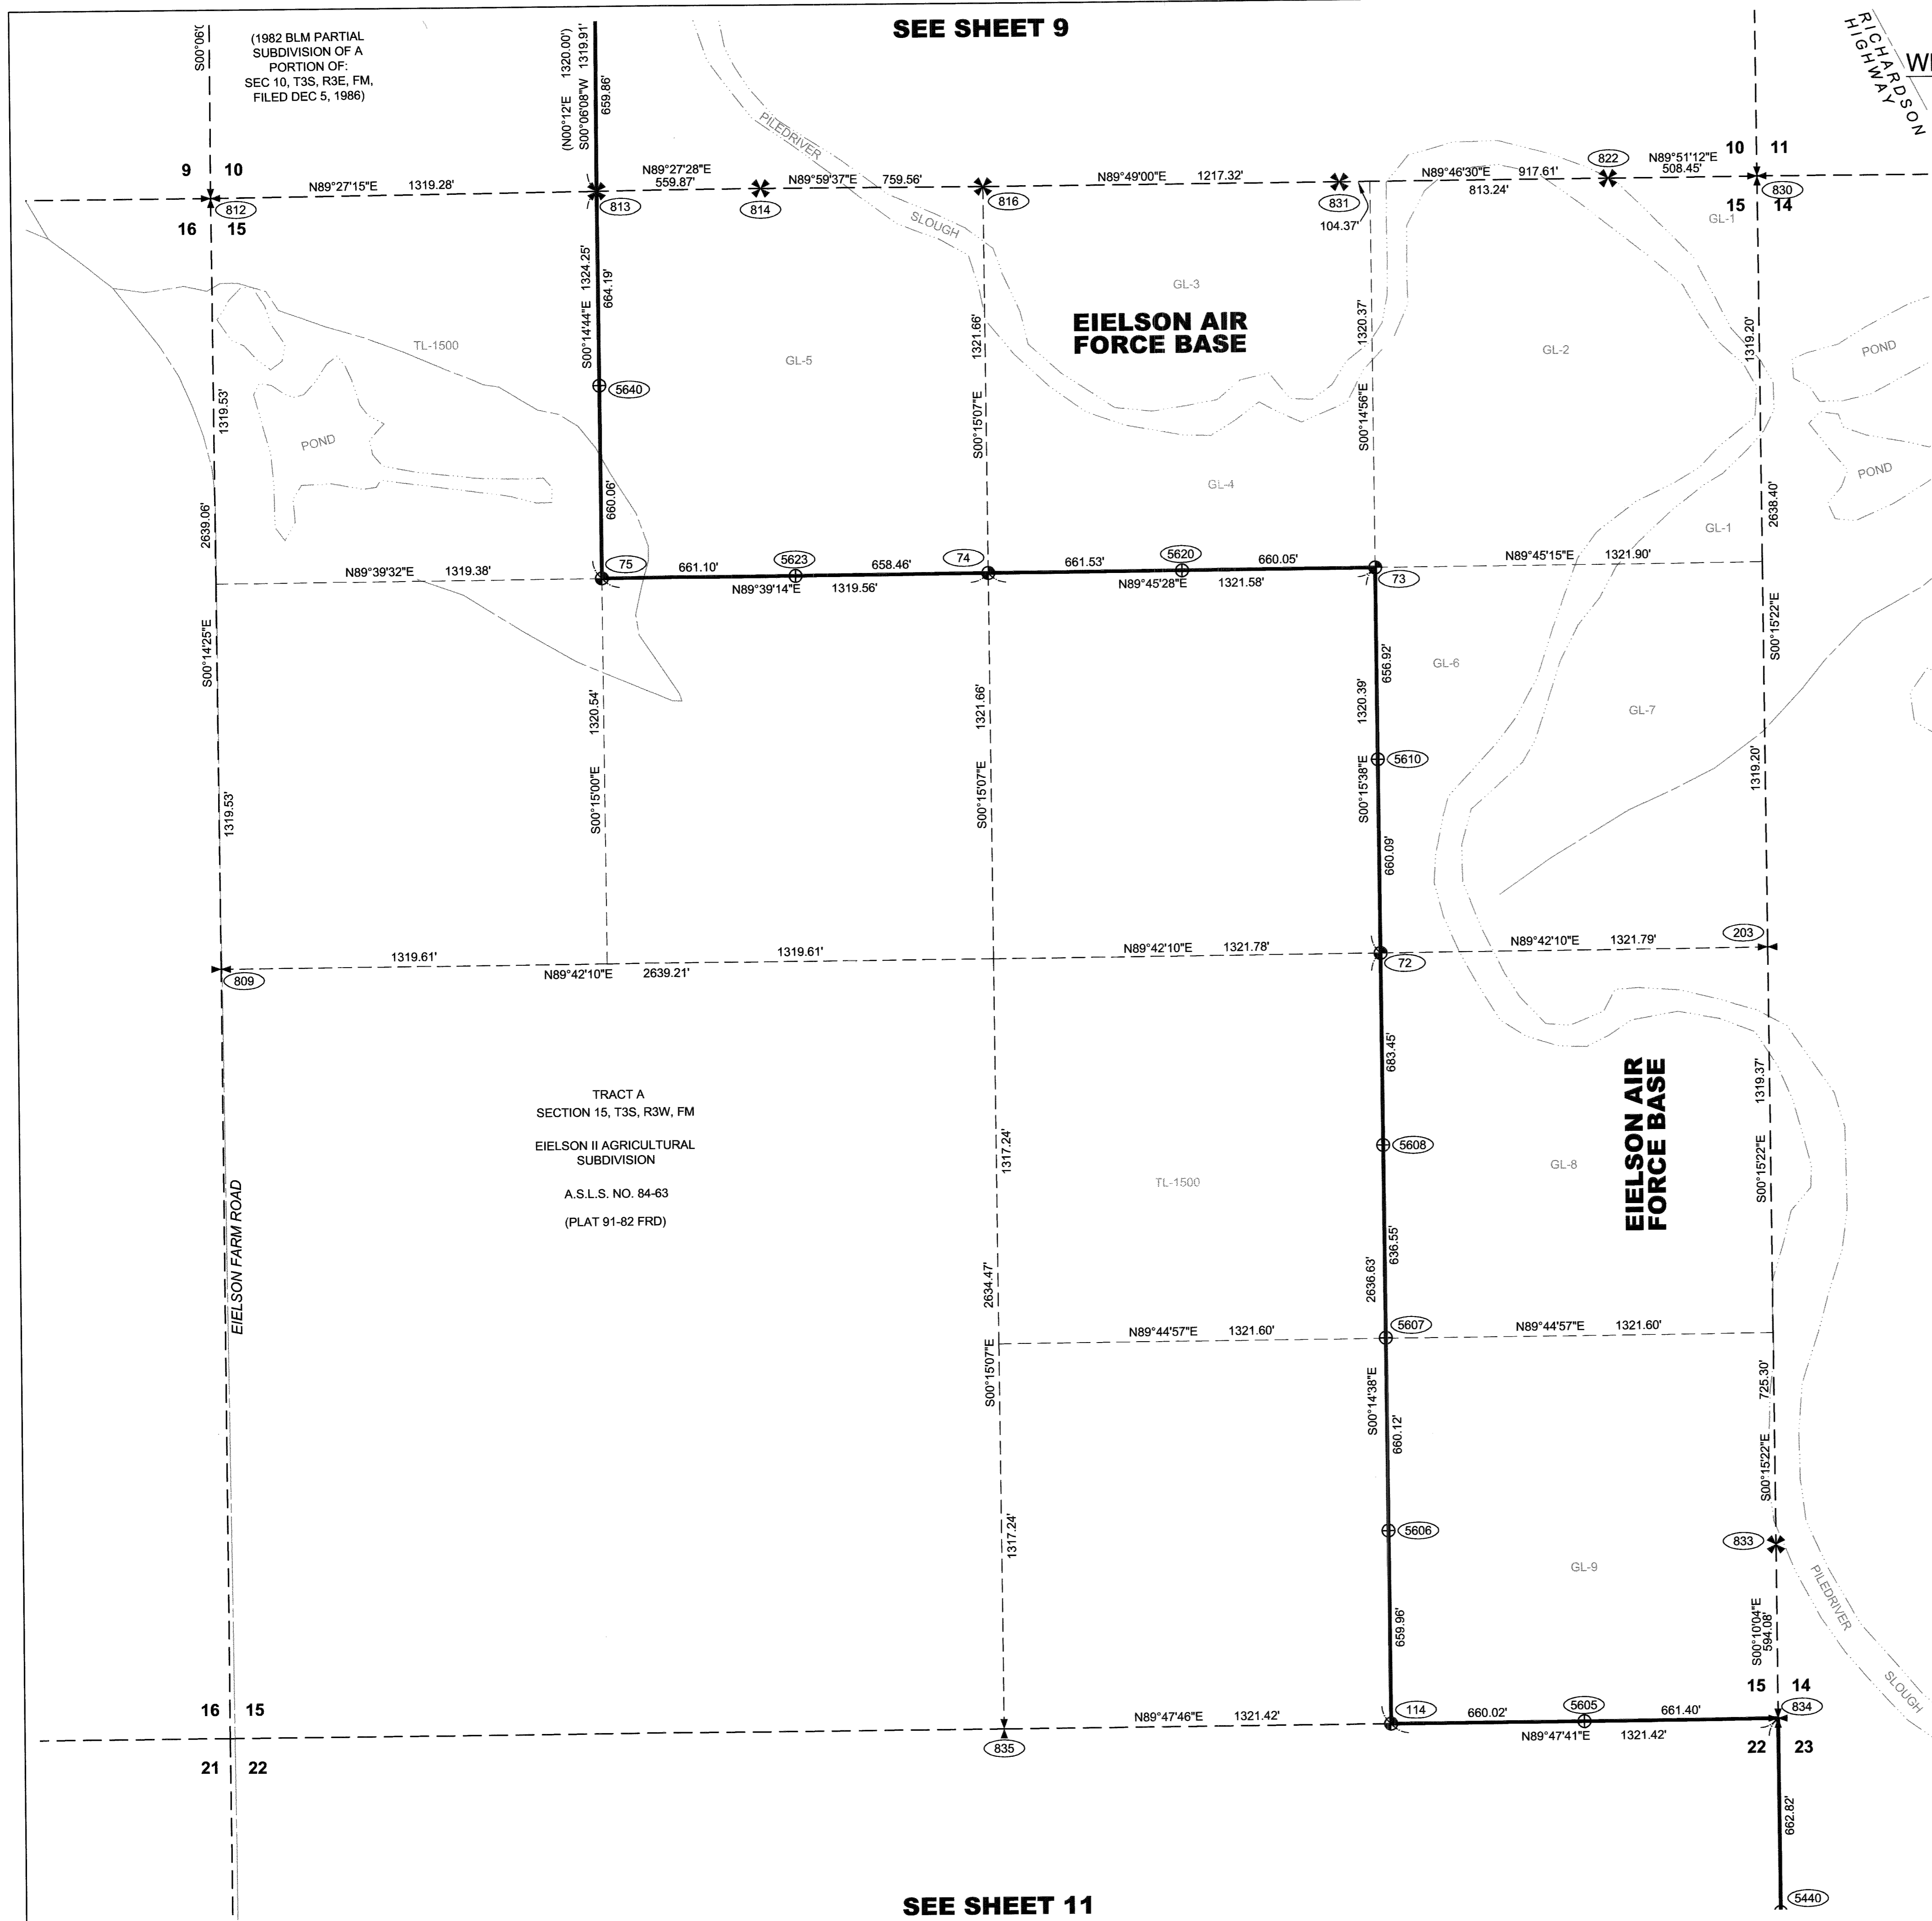 SEE SHEET 9
RICHARDSON
HIGHWAY
(1982 BLM PARTIAL
SUBDIVISION OF A
PORTION OF:
SEC 10, T3S, R3E, FM,
FILED DEC 5, 1986)
(N00°12'E 1320.00')
S00°06'08"W 1319.91'
659.86'
PILEDRIVER
SLOUGH
9 10
16 15
812
N89°27'15"E 1319.28'
813
N89°27'28"E
559.87'
814
N89°59'37"E 759.56'
816
N89°49'00"E 1217.32'
831
104.37'
N89°46'30"E 917.61'
813.24'
822
N89°51'12"E
508.45'
10 11
15 14
830
GL-1
S00°14'44"E 1324.25'
664.19'
5640
660.06'
TL-1500
POND
GL-5
1321.66'
S00°15'07"E
GL-3
EIELSON AIR
FORCE BASE
1320.37'
S00°14'56"E
GL-2
1319.20'
POND
POND
GL-4
GL-1
2638.40'
1319.53'
2639.06'
S00°14'25"E
1319.53'
N89°39'32"E 1319.38'
75
661.10'
5623
658.46'
N89°39'14"E 1319.56'
74
661.53'
5620
660.05'
N89°45'28"E 1321.58'
73
N89°45'15"E 1321.90'
S00°15'22"E
1320.54'
S00°15'00"E
1321.66'
S00°15'07"E
656.92'
1320.39'
S00°15'38"E
5610
660.09'
GL-6
GL-7
1319.20'
809
1319.61'
N89°42'10"E 2639.21'
1319.61'
N89°42'10"E 1321.78'
72
N89°42'10"E 1321.79'
203
683.45'
5608
636.55'
2636.63'
TRACT A
SECTION 15, T3S, R3W, FM
EIELSON II AGRICULTURAL
SUBDIVISION
A.S.L.S. NO. 84-63
(PLAT 91-82 FRD)
EIELSON FARM ROAD
1317.24'
2634.47'
S00°15'07"E
1317.24'
TL-1500
GL-8
EIELSON AIR
FORCE BASE
1319.37'
S00°15'22"E
N89°44'57"E 1321.60'
5607
N89°44'57"E 1321.60'
S00°14'38"E
660.12'
5606
659.96'
725.30'
S00°15'22"E
833
GL-9
S00°10'04"E
594.08'
PILEDRIVER
SLOUGH
16 15
21 22
835
N89°47'46"E 1321.42'
114
660.02'
5605
661.40'
N89°47'41"E 1321.42'
15 14
834
22 23
662.82'
5440
SEE SHEET 11